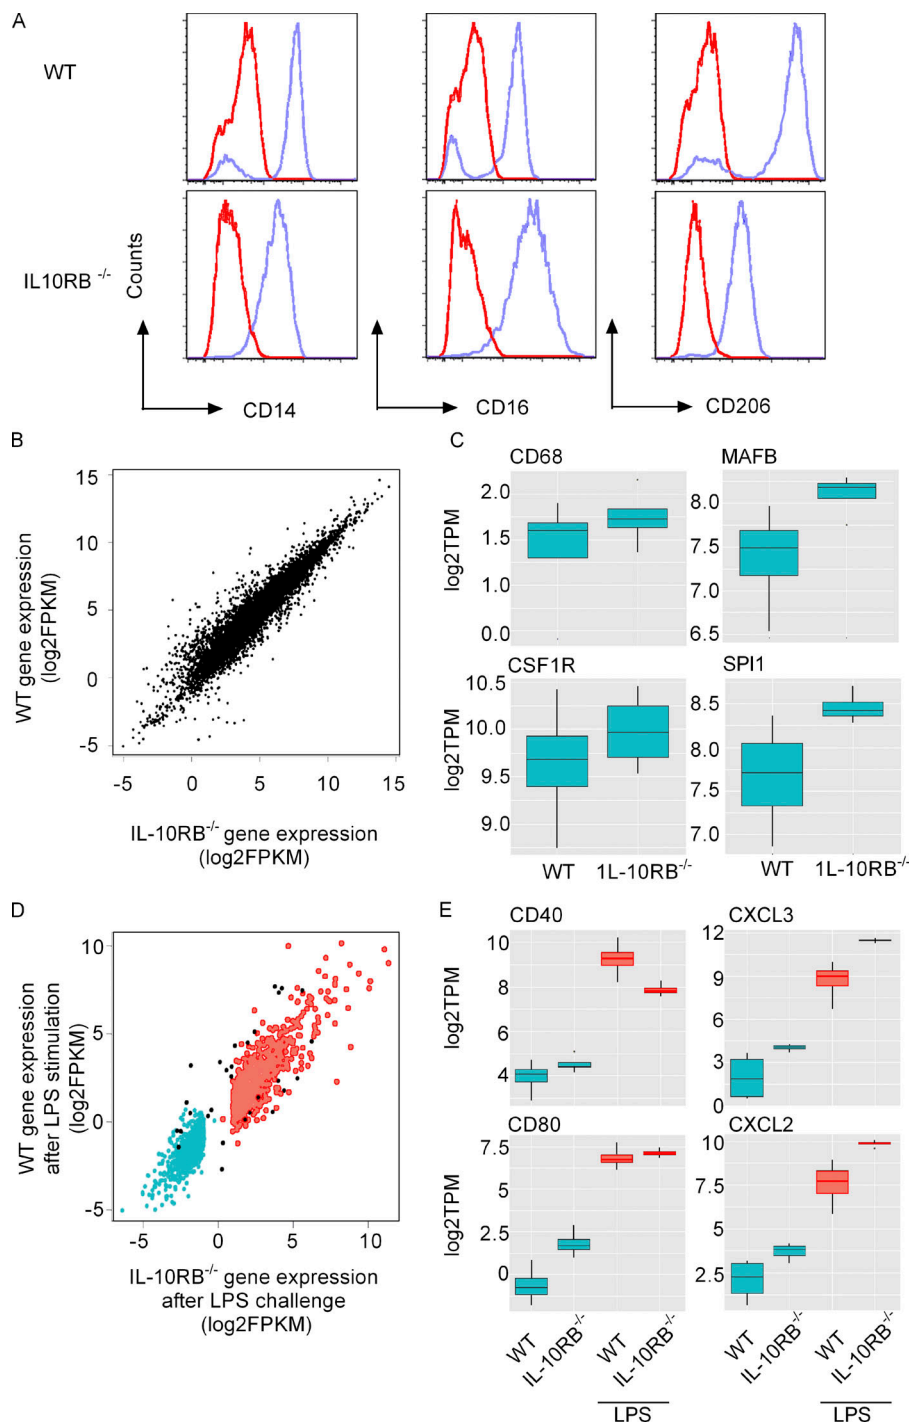 A
WT
IL10RB -/-
Counts
CD14
CD16
CD206
B
WT gene expression
(log2FPKM)
15
10
5
0
-5
-5 0 5 10 15
IL-10RB-/- gene expression
(log2FPKM)
C
CD68
log2TPM
2.0
1.5
1.0
0.0
MAFB
8.0
7.5
7.0
6.5
CSF1R
log2TPM
10.5
10.0
9.5
9.0
SPI1
8.5
8.0
7.5
7.0
WT 1L-10RB-/-
WT 1L-10RB-/-
D
WT gene expression
after LPS stimulation
(log2FPKM)
10
5
0
-5
-5 0 5 10
IL-10RB-/- gene expression
after LPS challenge
(log2FPKM)
E
CD40
log2TPM
10
8
6
4
CXCL3
12
9
6
3
0
CD80
log2TPM
7.5
5
2.5
0
CXCL2
10
7.5
5
2.5
WT
IL-10RB-/-
WT
IL-10RB-/-
LPS
WT
IL-10RB-/-
WT
IL-10RB-/-
LPS